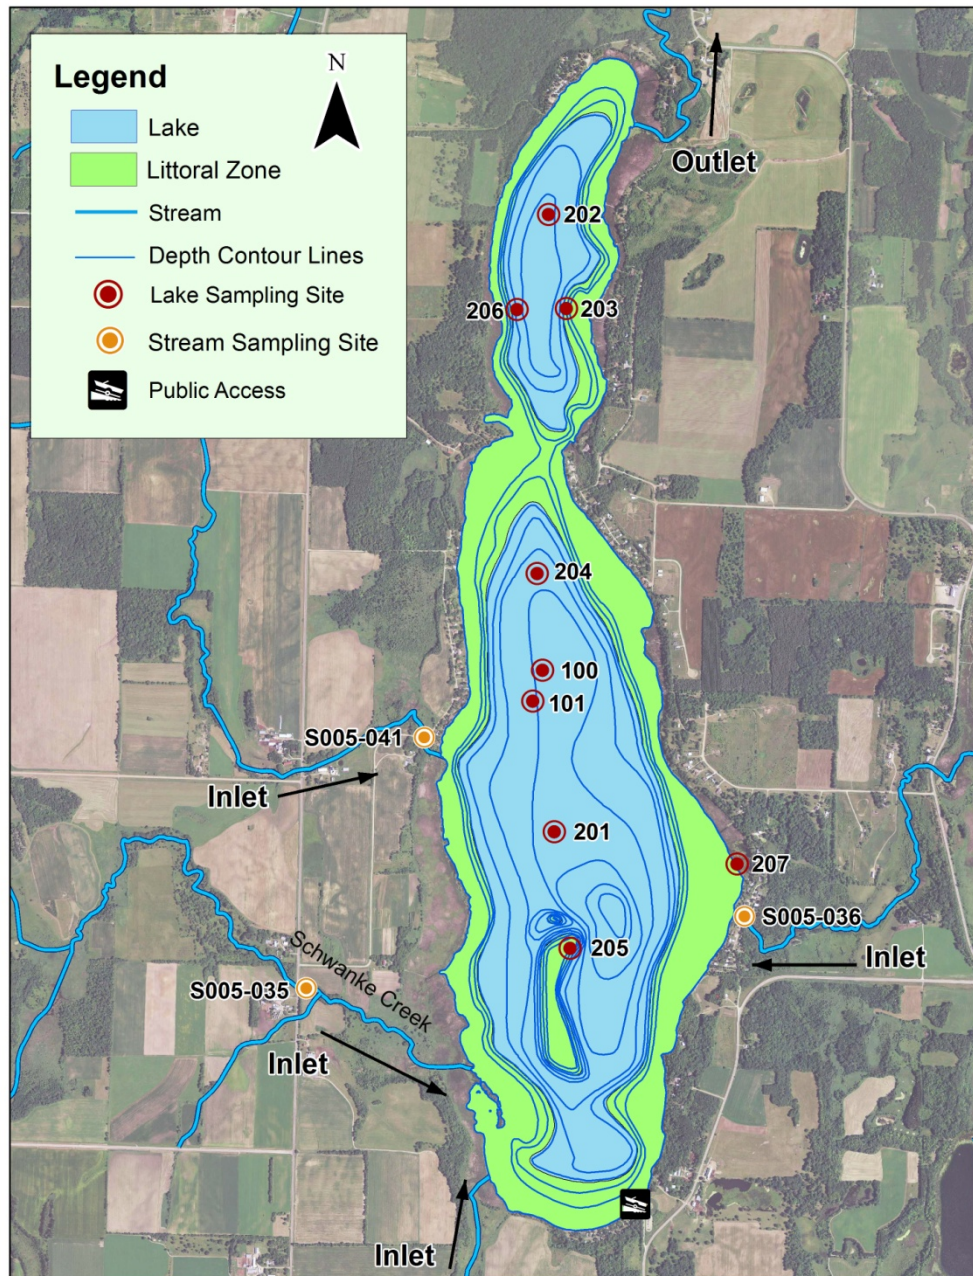 Legend
N
Lake
Littoral Zone
Stream
Depth Contour Lines
Lake Sampling Site
Stream Sampling Site
Public Access
Outlet
202
206
203
204
100
101
S005-041
Inlet
201
207
S005-036
205
Inlet
Schwanke Creek
S005-035
Inlet
Inlet